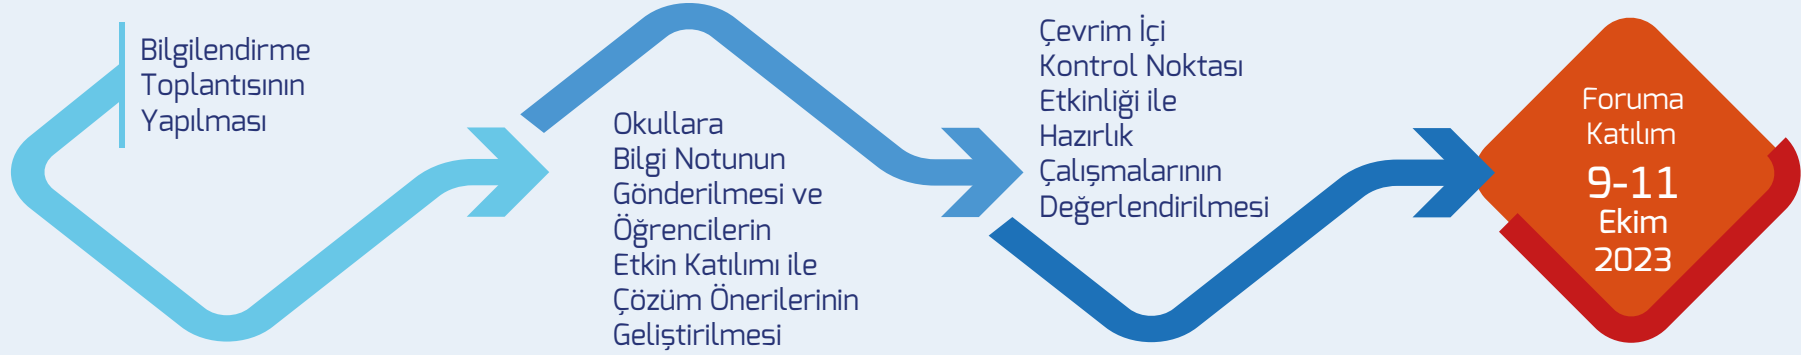 Bilgilendirme
Toplantısının
Yapılması
Okullara
Bilgi Notunun
Gönderilmesi ve
Öğrencilerin
Etkin Katılımı ile
Çözüm Önerilerinin
Geliştirilmesi
Çevrim İçi
Kontrol Noktası
Etkinliği ile
Hazırlık
Çalışmalarının
Değerlendirilmesi
Foruma
Katılım
9-11
Ekim
2023